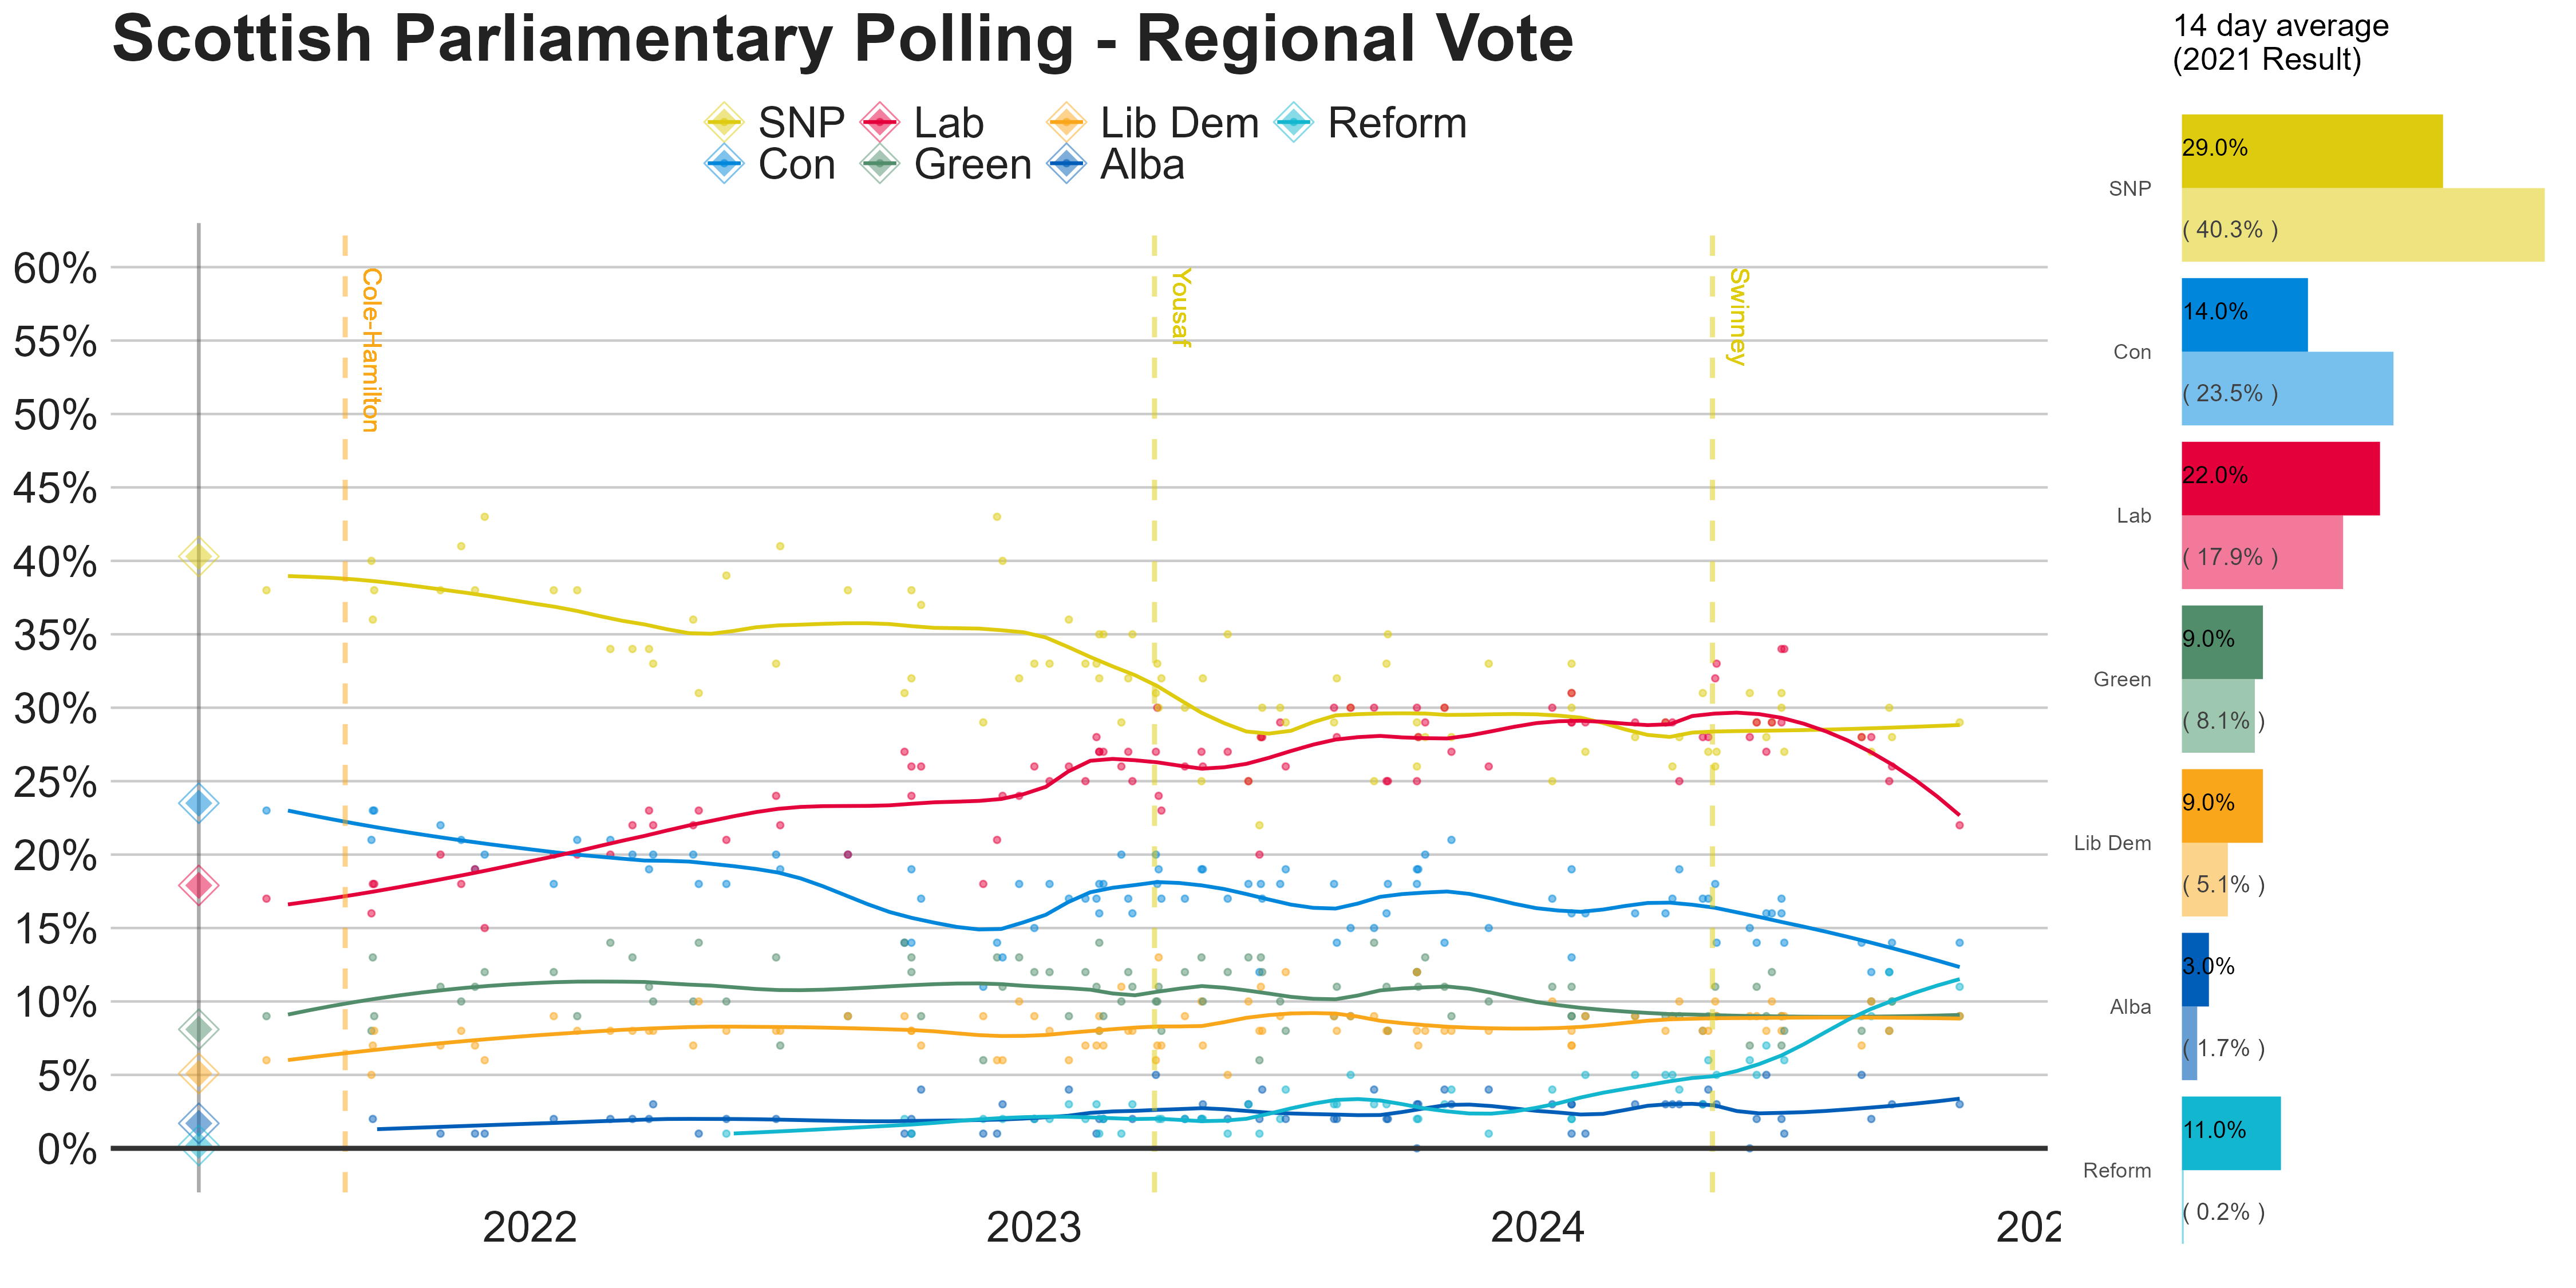 Scottish Parliamentary Polling - Regional Vote
14 day average
(2021 Result)
SNP Lab Lib Dem Reform
Con Green Alba
60%
55%
50%
45%
40%
35%
30%
25%
20%
15%
10%
5%
0%
Cole-Hamilton
Yousaf
Swinney
2022 2023 2024 202
SNP
29.0%
( 40.3% )
Con
14.0%
( 23.5% )
Lab
22.0%
( 17.9% )
Green
9.0%
( 8.1% )
Lib Dem
9.0%
( 5.1% )
Alba
3.0%
( 1.7% )
Reform
11.0%
( 0.2% )